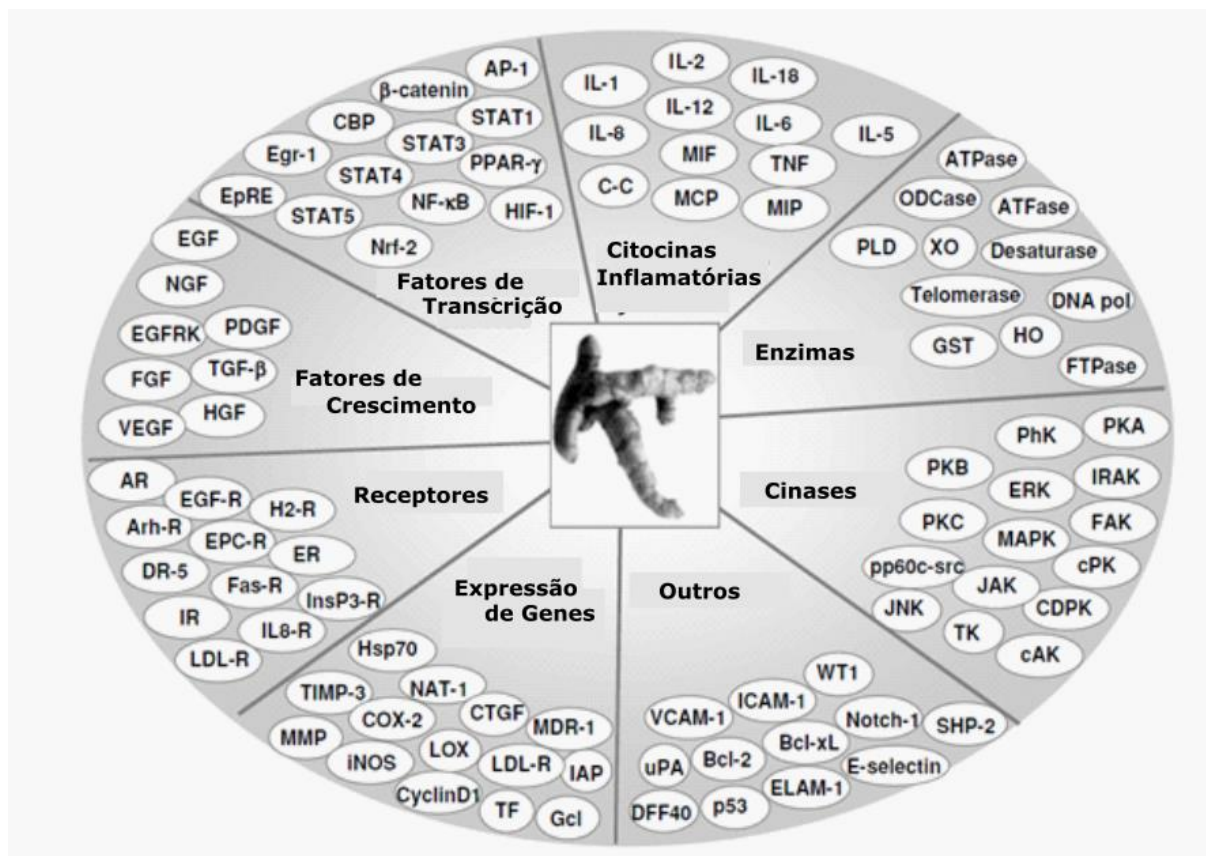 AP-1
β-catenin
STAT1
CBP
STAT3
Egr-1
PPAR-γ
STAT4
EpRE
NF-κB
HIF-1
STAT5
Nrf-2
Fatores de
Transcrição
IL-2
IL-18
IL-1
IL-12
IL-6
IL-8
IL-5
MIF
TNF
C-C
MCP
MIP
Citocinas
Inflamatórias
ATPase
ODCase
ATFase
PLD
XO
Desaturase
Telomerase
DNA pol
HO
GST
FTPase
Enzimas
PKA
PhK
PKB
IRAK
ERK
PKC
FAK
MAPK
pp60c-src
cPK
JAK
JNK
CDPK
TK
cAK
Cinases
Outros
WT1
ICAM-1
VCAM-1
Notch-1
SHP-2
Bcl-xL
uPA
Bcl-2
E-selectin
ELAM-1
DFF40
p53
Expressão
de Genes
Hsp70
TIMP-3
NAT-1
COX-2
CTGF
MDR-1
MMP
LOX
iNOS
LDL-R
IAP
CyclinD1
TF
Gcl
Receptores
AR
EGF-R
H2-R
Arh-R
EPC-R
ER
DR-5
Fas-R
InsP3-R
IR
IL8-R
LDL-R
EGF
NGF
EGFRK
PDGF
FGF
TGF-β
VEGF
HGF
Fatores de
Crescimento